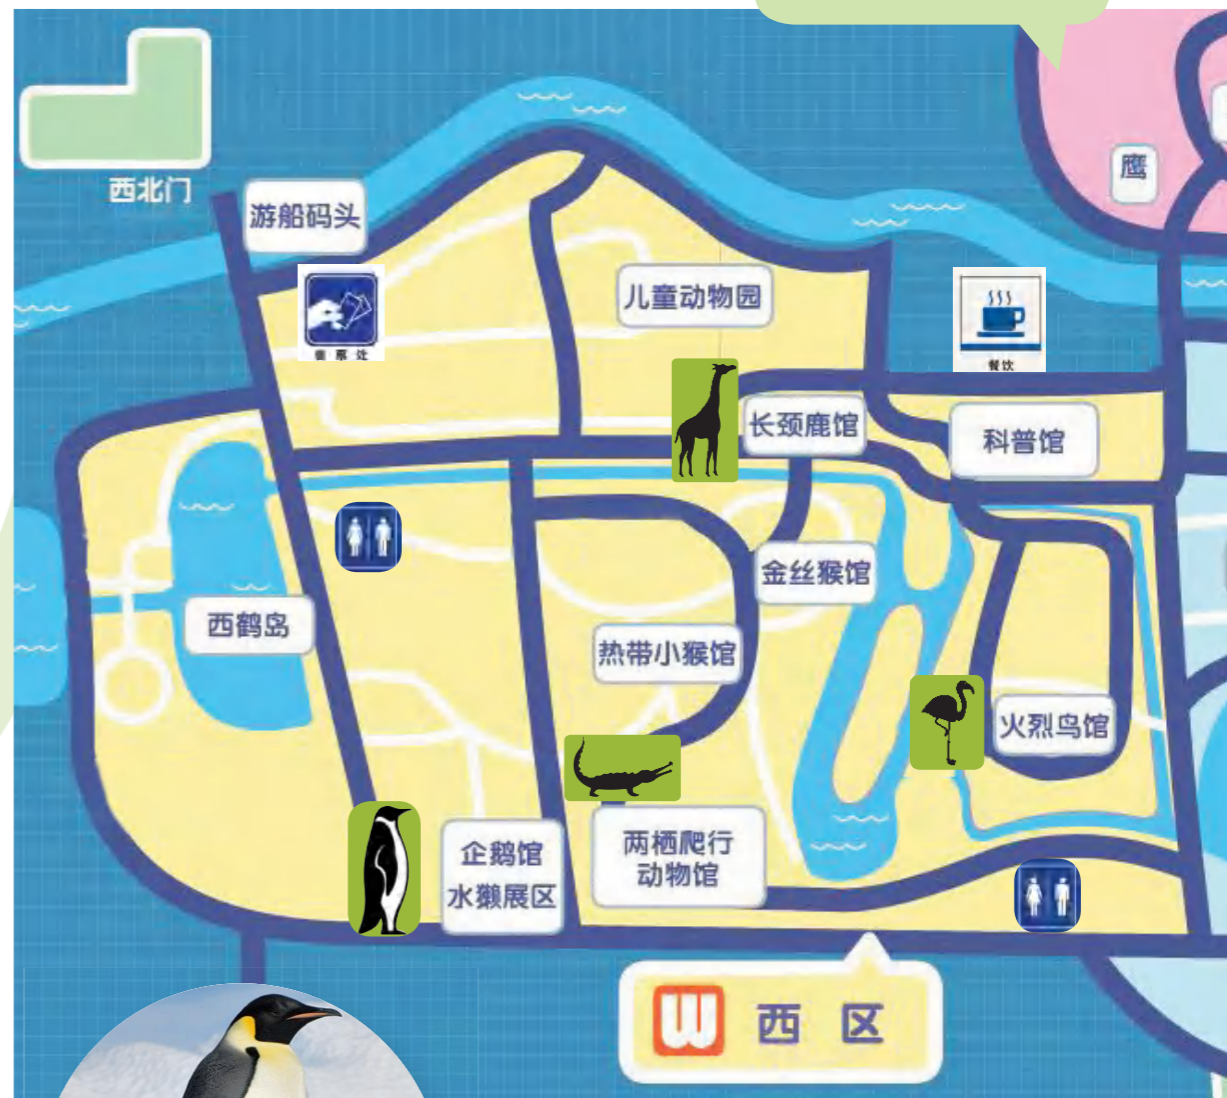 西北门
游船码头
鹰
售票处
儿童动物园
餐饮
长颈鹿馆
科普馆
金丝猴馆
西鹤岛
热带小猴馆
火烈鸟馆
企鹅馆
水獭展区
两栖爬行
动物馆
W 西区